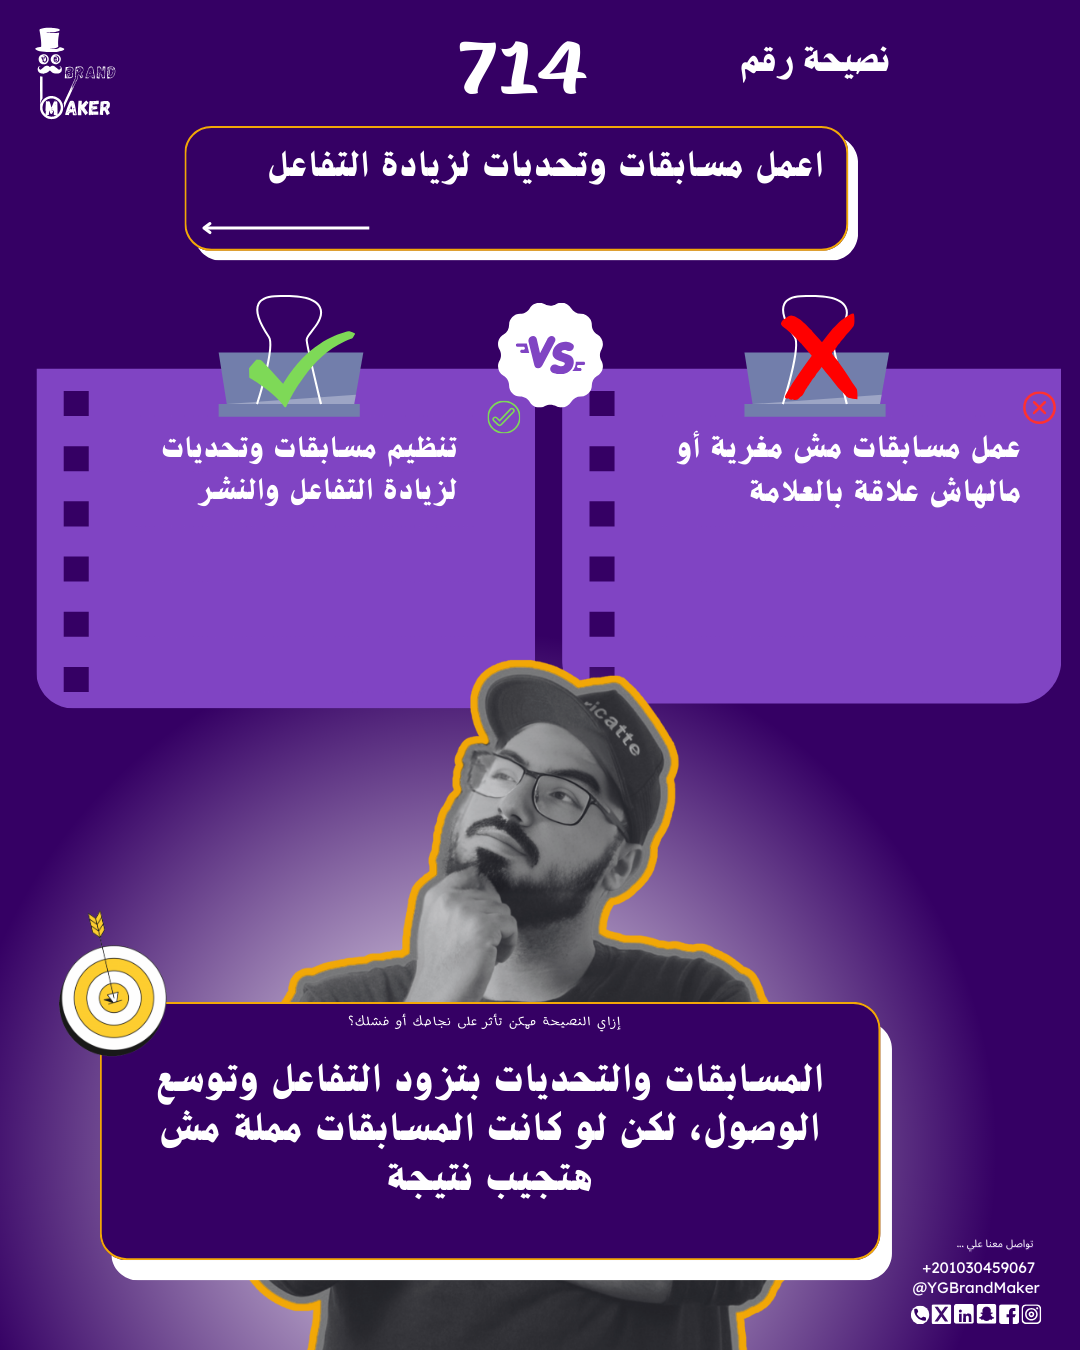 نصيحة رقم
714
BRAND
MAKER
اعمل مسابقات وتحديات لزيادة التفاعل
VS
عمل مسابقات مش مغرية أو
مالهاش علاقة بالعلامة
تنظيم مسابقات وتحديات
لزيادة التفاعل والنشر
icatte
إزاي النصيحة ممكن تأثر على نجاحك أو فشلك؟
المسابقات والتحديات بتزود التفاعل وتوسع
الوصول، لكن لو كانت المسابقات مملة مش
هتجيب نتيجة
تواصل معنا علي ...
+201030459067
@YGBrandMaker